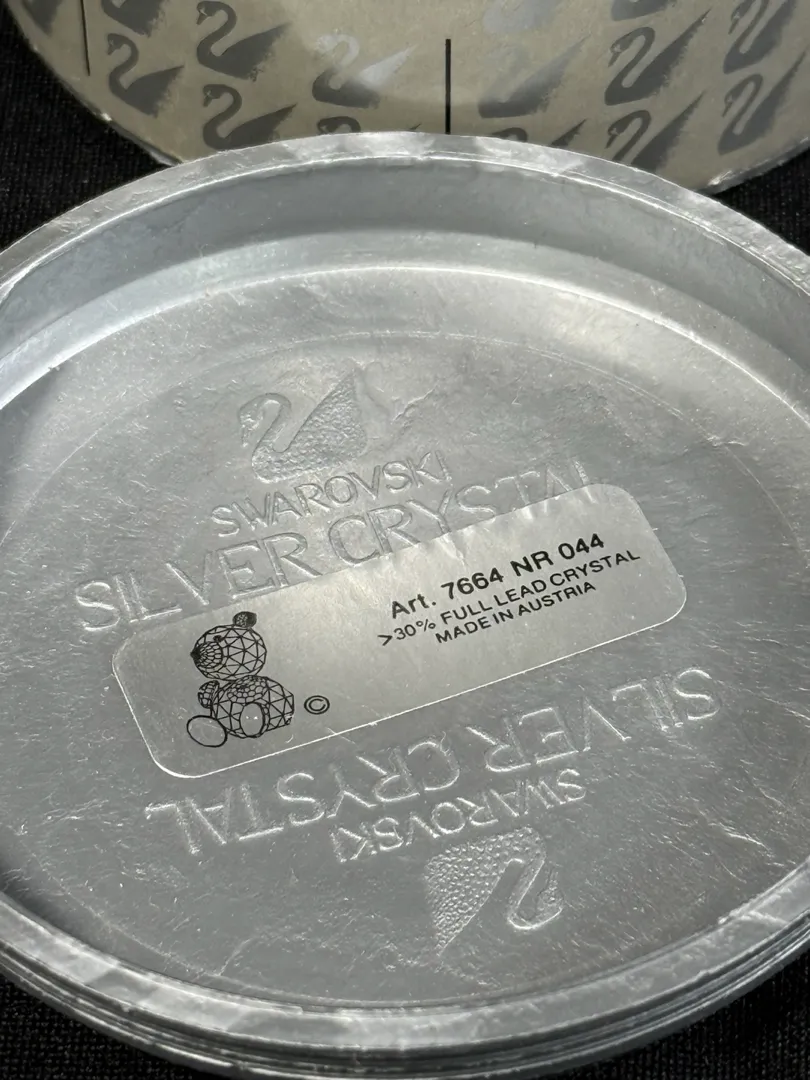 SWAROVSKI
SILVER CRYSTAL
Art. 7664 NR 044
>30% FULL LEAD CRYSTAL
MADE IN AUSTRIA
©
SILVER CRYSTAL
SWAROVSKI